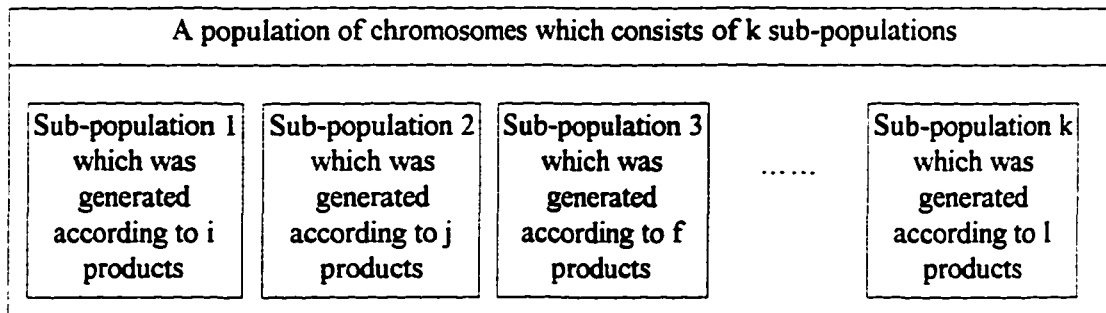 A population of chromosomes which consists of k sub-populations
Sub-population 1
which was
generated
according to i
products
Sub-population 2
which was
generated
according to j
products
Sub-population 3
which was
generated
according to f
products
......
Sub-population k
which was
generated
according to l
products